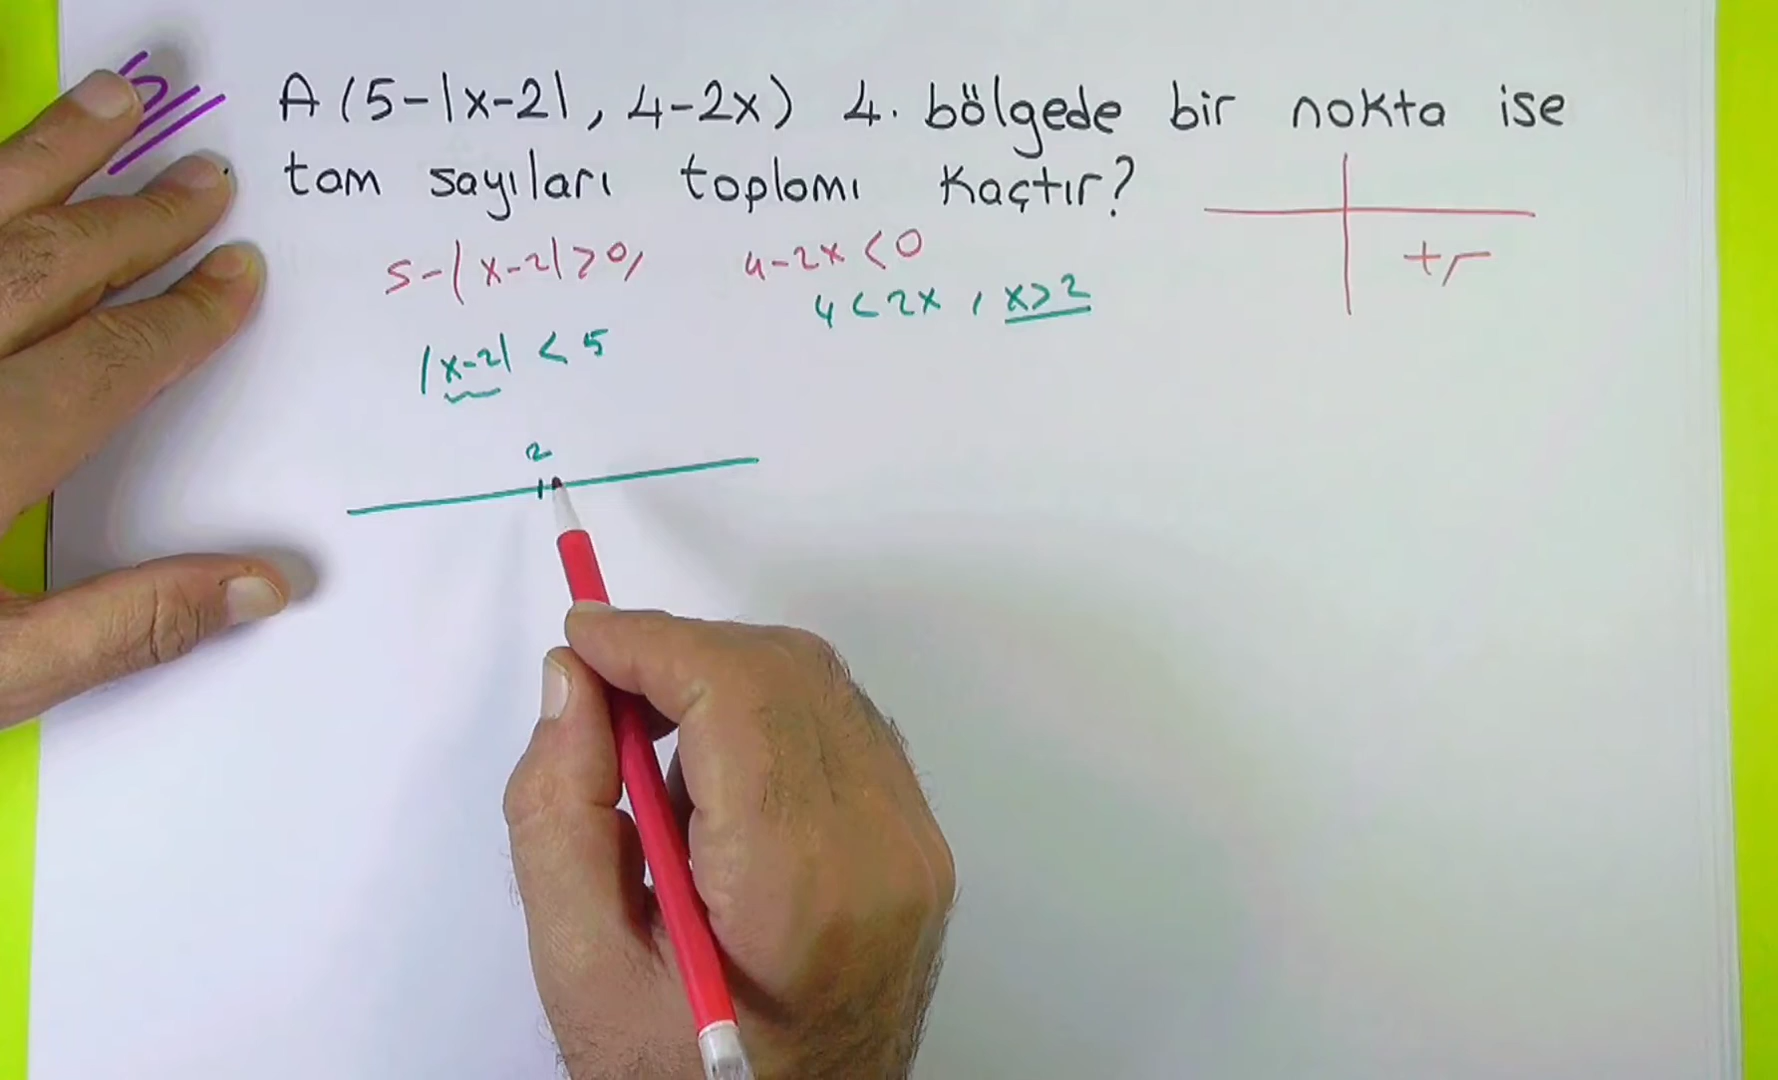 A(5-|x-2|, 4-2x) 4. bölgede bir nokta ise
tam sayıları toplamı kaçtır?
5-|x-2|>0, 4-2x<0
4<2x, x>2
+,-
|x-2| < 5
2